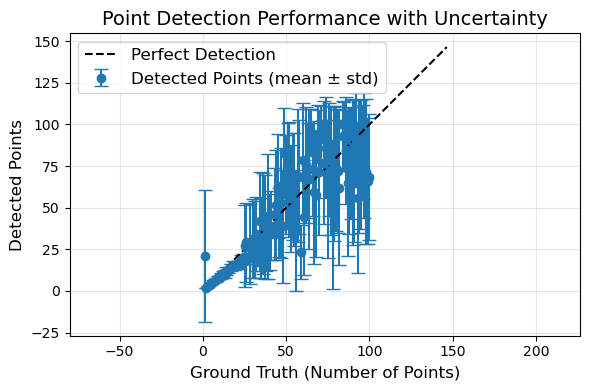 Point Detection Performance with Uncertainty
Perfect Detection
Detected Points (mean ± std)
Detected Points
150
125
100
75
50
25
0
−25
−50
0
50
100
150
200
Ground Truth (Number of Points)